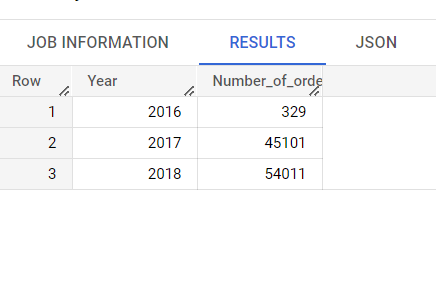 JOB INFORMATION RESULTS JSON
Row Year Number_of_orde
1 2016 329
2 2017 45101
3 2018 54011